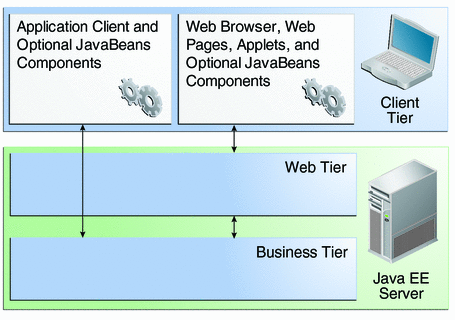 Application Client and
Optional JavaBeans
Components
Web Browser, Web
Pages, Applets, and
Optional JavaBeans
Components
Client
Tier
Web Tier
Business Tier
Java EE
Server